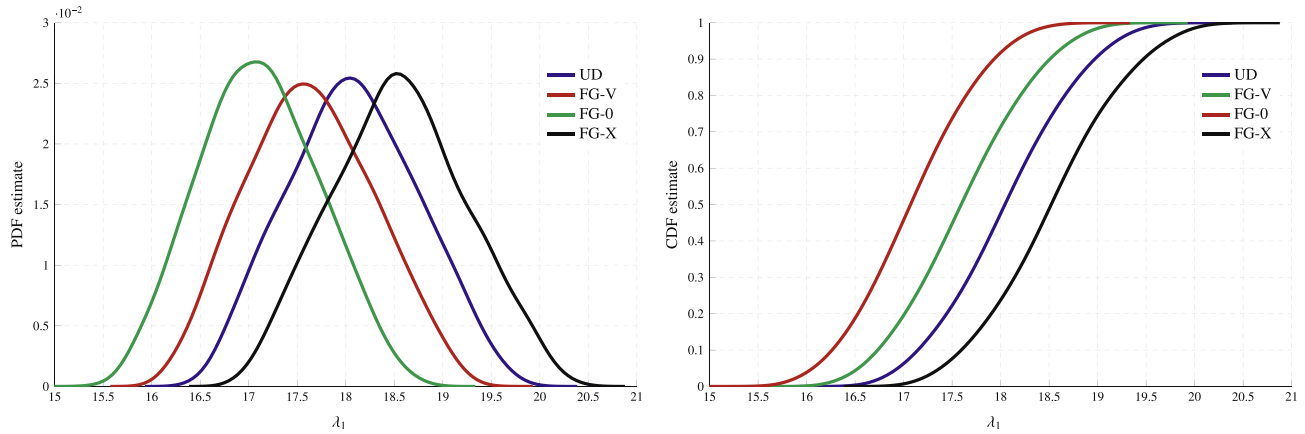 ·10⁻²
3
2.5
2
1.5
1
0.5
0
PDF estimate
UD
FG-V
FG-0
FG-X
15 15.5 16 16.5 17 17.5 18 18.5 19 19.5 20 20.5 21
λ₁
1
0.9
0.8
0.7
0.6
0.5
0.4
0.3
0.2
0.1
0
CDF estimate
UD
FG-V
FG-0
FG-X
15 15.5 16 16.5 17 17.5 18 18.5 19 19.5 20 20.5 21
λ₁